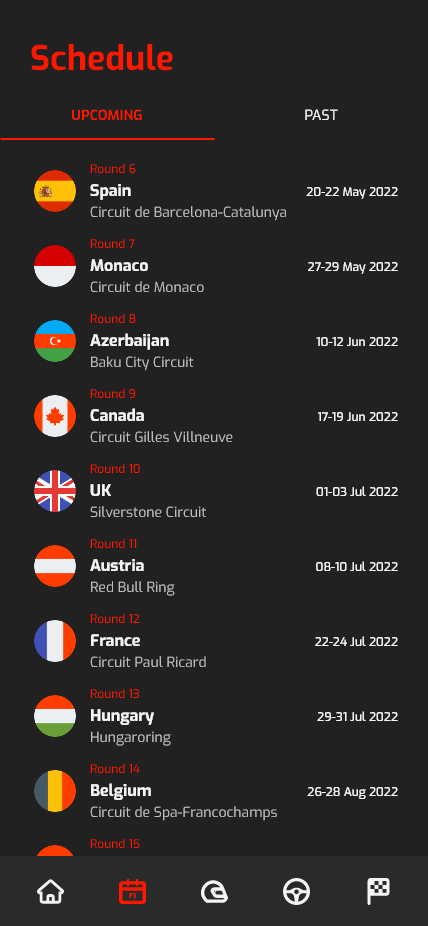 Schedule
UPCOMING PAST
Round 6
Spain 20-22 May 2022
Circuit de Barcelona-Catalunya
Round 7
Monaco 27-29 May 2022
Circuit de Monaco
Round 8
Azerbaijan 10-12 Jun 2022
Baku City Circuit
Round 9
Canada 17-19 Jun 2022
Circuit Gilles Villneuve
Round 10
UK 01-03 Jul 2022
Silverstone Circuit
Round 11
Austria 08-10 Jul 2022
Red Bull Ring
Round 12
France 22-24 Jul 2022
Circuit Paul Ricard
Round 13
Hungary 29-31 Jul 2022
Hungaroring
Round 14
Belgium 26-28 Aug 2022
Circuit de Spa-Francochamps
Round 15
F1